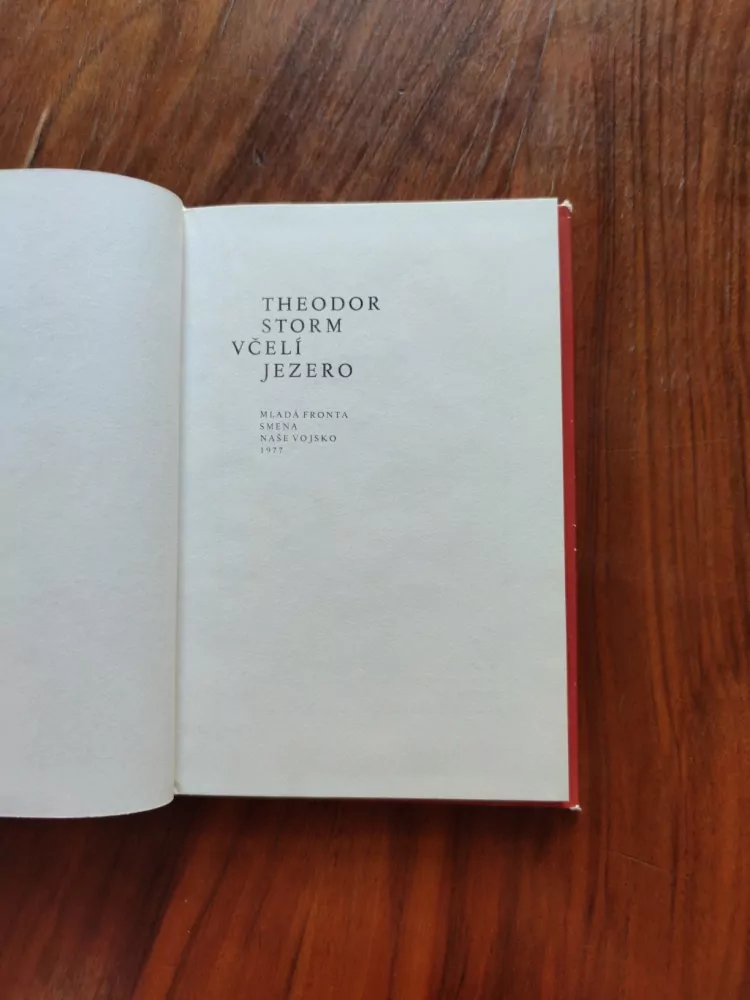 THEODOR
STORM
VČELÍ
JEZERO
MLADÁ FRONTA
SMENA
NAŠE VOJSKO
1977